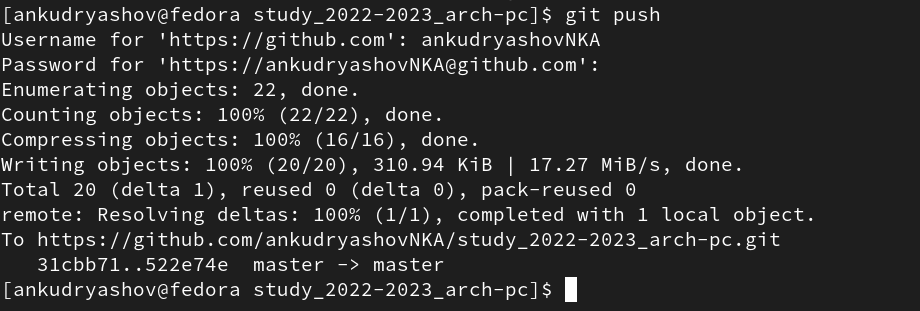 [ankudryashov@fedora study_2022-2023_arch-pc]$ git push
Username for 'https://github.com': ankudryashovNKA
Password for 'https://ankudryashovNKA@github.com':
Enumerating objects: 22, done.
Counting objects: 100% (22/22), done.
Compressing objects: 100% (16/16), done.
Writing objects: 100% (20/20), 310.94 KiB | 17.27 MiB/s, done.
Total 20 (delta 1), reused 0 (delta 0), pack-reused 0
remote: Resolving deltas: 100% (1/1), completed with 1 local object.
To https://github.com/ankudryashovNKA/study_2022-2023_arch-pc.git
   31cbb71..522e74e  master -> master
[ankudryashov@fedora study_2022-2023_arch-pc]$